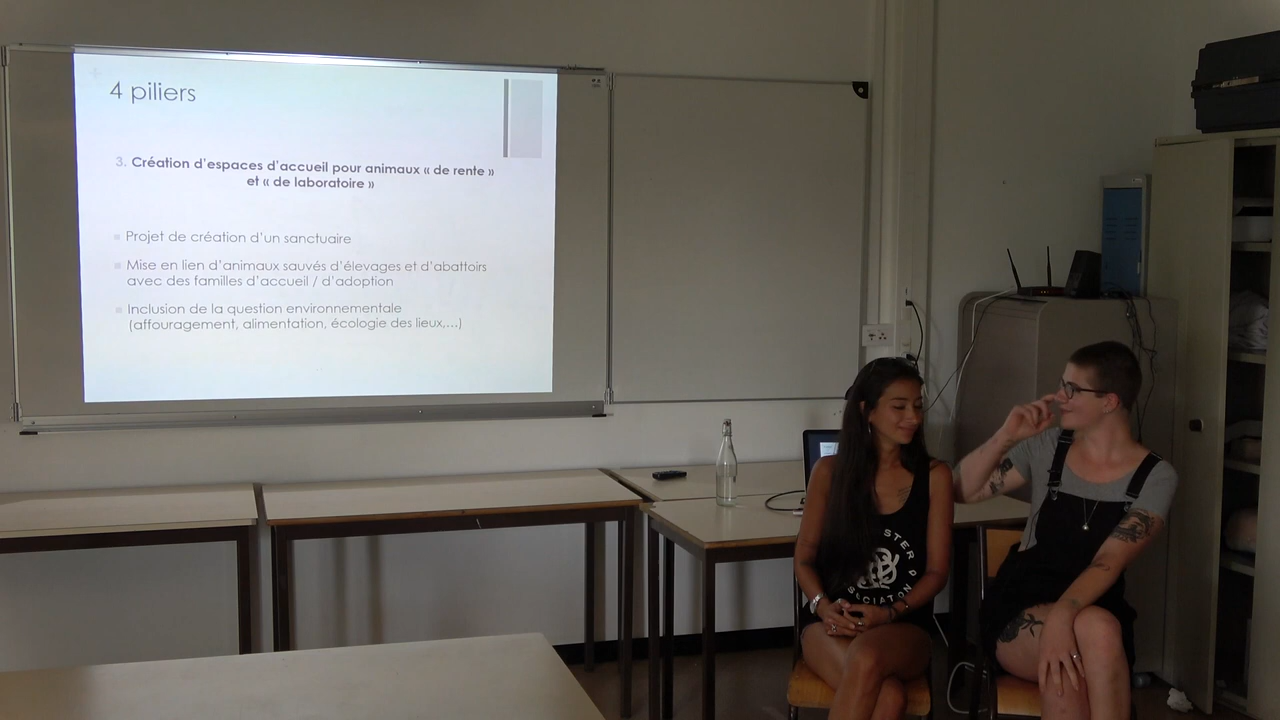 4 piliers
3. Création d'espaces d'accueil pour animaux « de rente »
et « de laboratoire »
Projet de création d'un sanctuaire
Mise en lien d'animaux sauvés d'élevages et d'abattoirs
avec des familles d'accueil / d'adoption
Inclusion de la question environnementale
(affouragement, alimentation, écologie des lieux,...)